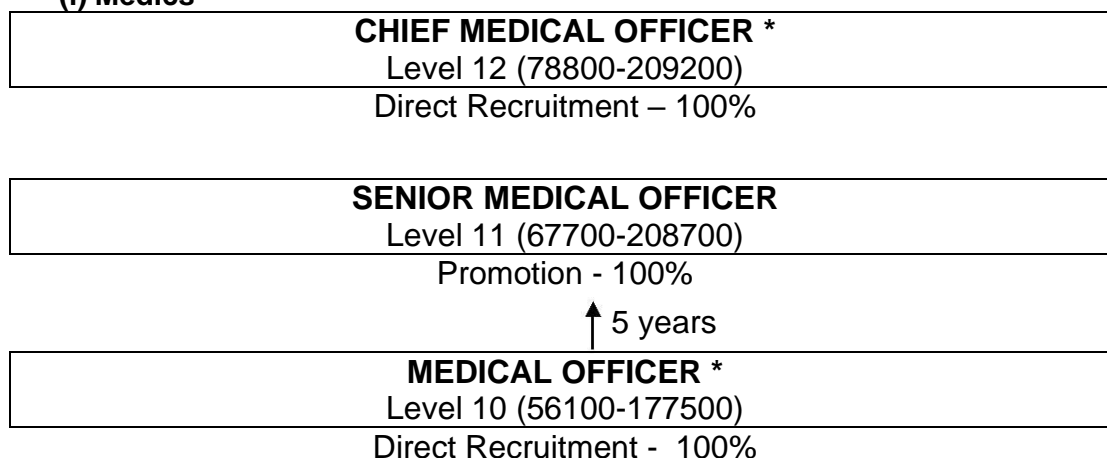 (i) Medics
CHIEF MEDICAL OFFICER *
Level 12 (78800-209200)
Direct Recruitment – 100%
SENIOR MEDICAL OFFICER
Level 11 (67700-208700)
Promotion - 100%
5 years
MEDICAL OFFICER *
Level 10 (56100-177500)
Direct Recruitment - 100%